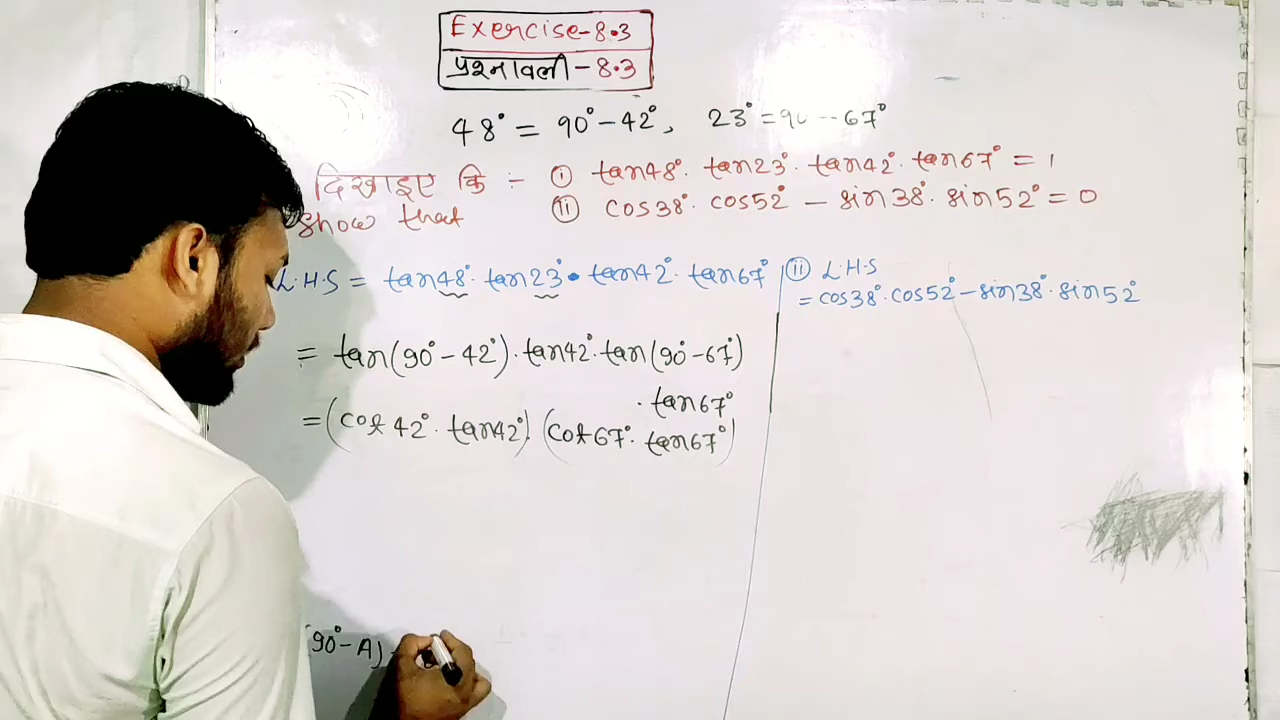 Exercise-8.3
प्रश्नावली-8.3
48° = 90°-42°, 23° = 90--67°
दिखाइए कि :- (i) tan48°. tan23°. tan42°. tan67° = 1
show that (ii) cos38°. cos52° - sin38°. sin52° = 0
L.H.S = tan48°. tan23°. tan42°. tan67°
= tan(90°-42°).tan42°.tan(90°-67°)
.tan67°
=(cot42°. tan42°).(cot67°. tan67°)
(ii) L.H.S
= cos38°.cos52°-sin38°.sin52°
(90°-A)